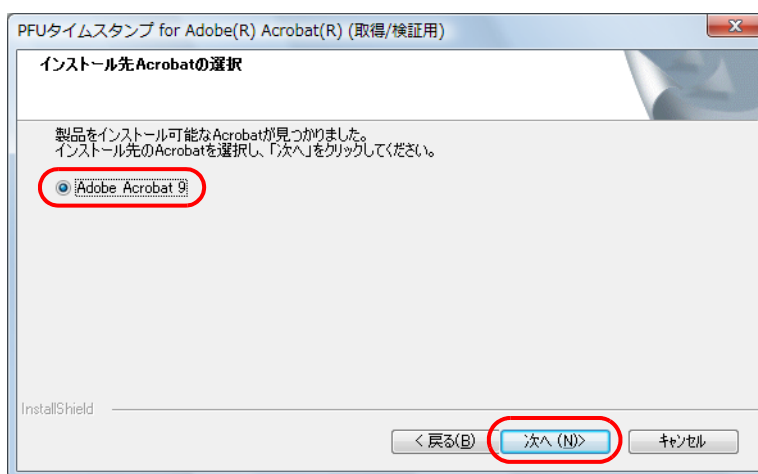 PFUタイムスタンプ for Adobe(R) Acrobat(R) (取得/検証用)
インストール先Acrobatの選択
製品をインストール可能なAcrobatが見つかりました。
インストール先のAcrobatを選択し、「次へ」をクリックしてください。
Adobe Acrobat 9
InstallShield
< 戻る(B)
次へ (N)>
キャンセル